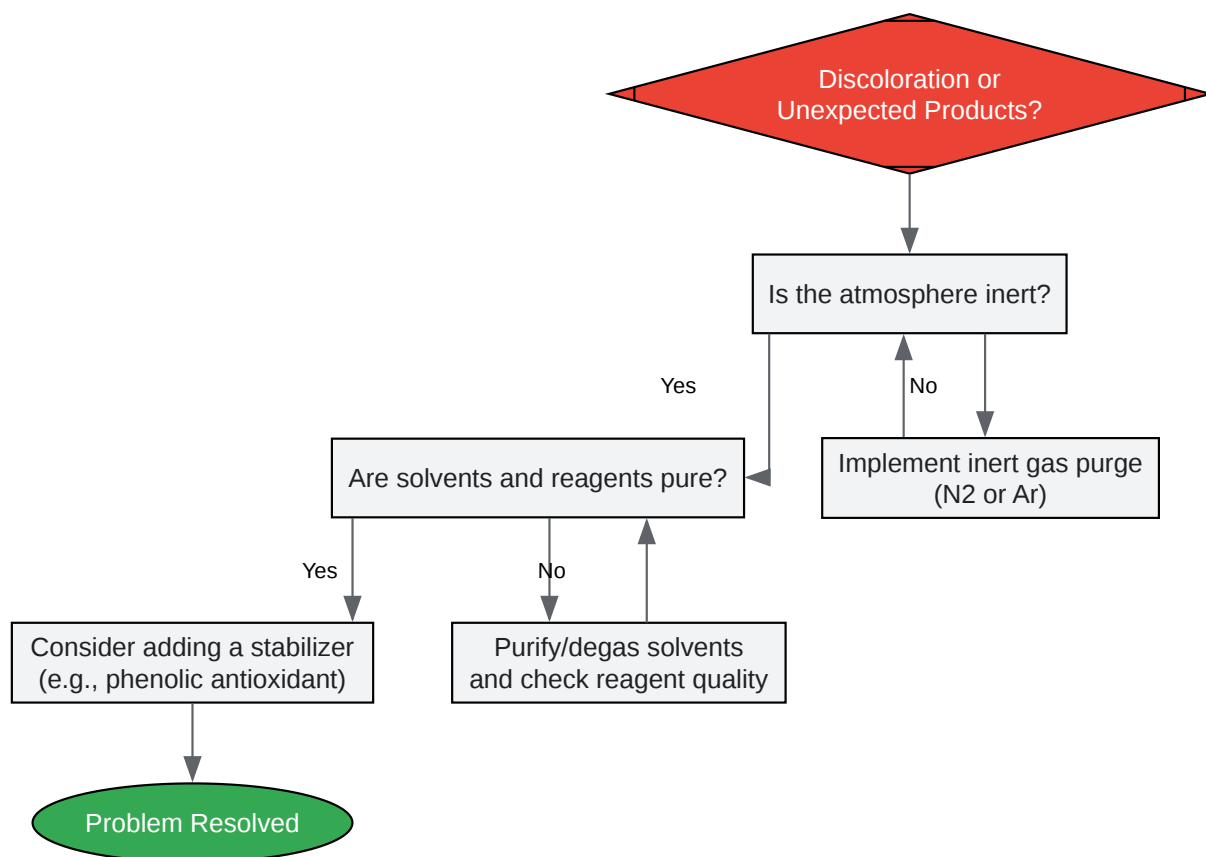 Discoloration or
Unexpected Products?
Is the atmosphere inert?
Yes
No
Implement inert gas purge
(N2 or Ar)
Are solvents and reagents pure?
Yes
No
Consider adding a stabilizer
(e.g., phenolic antioxidant)
Purify/degas solvents
and check reagent quality
Problem Resolved